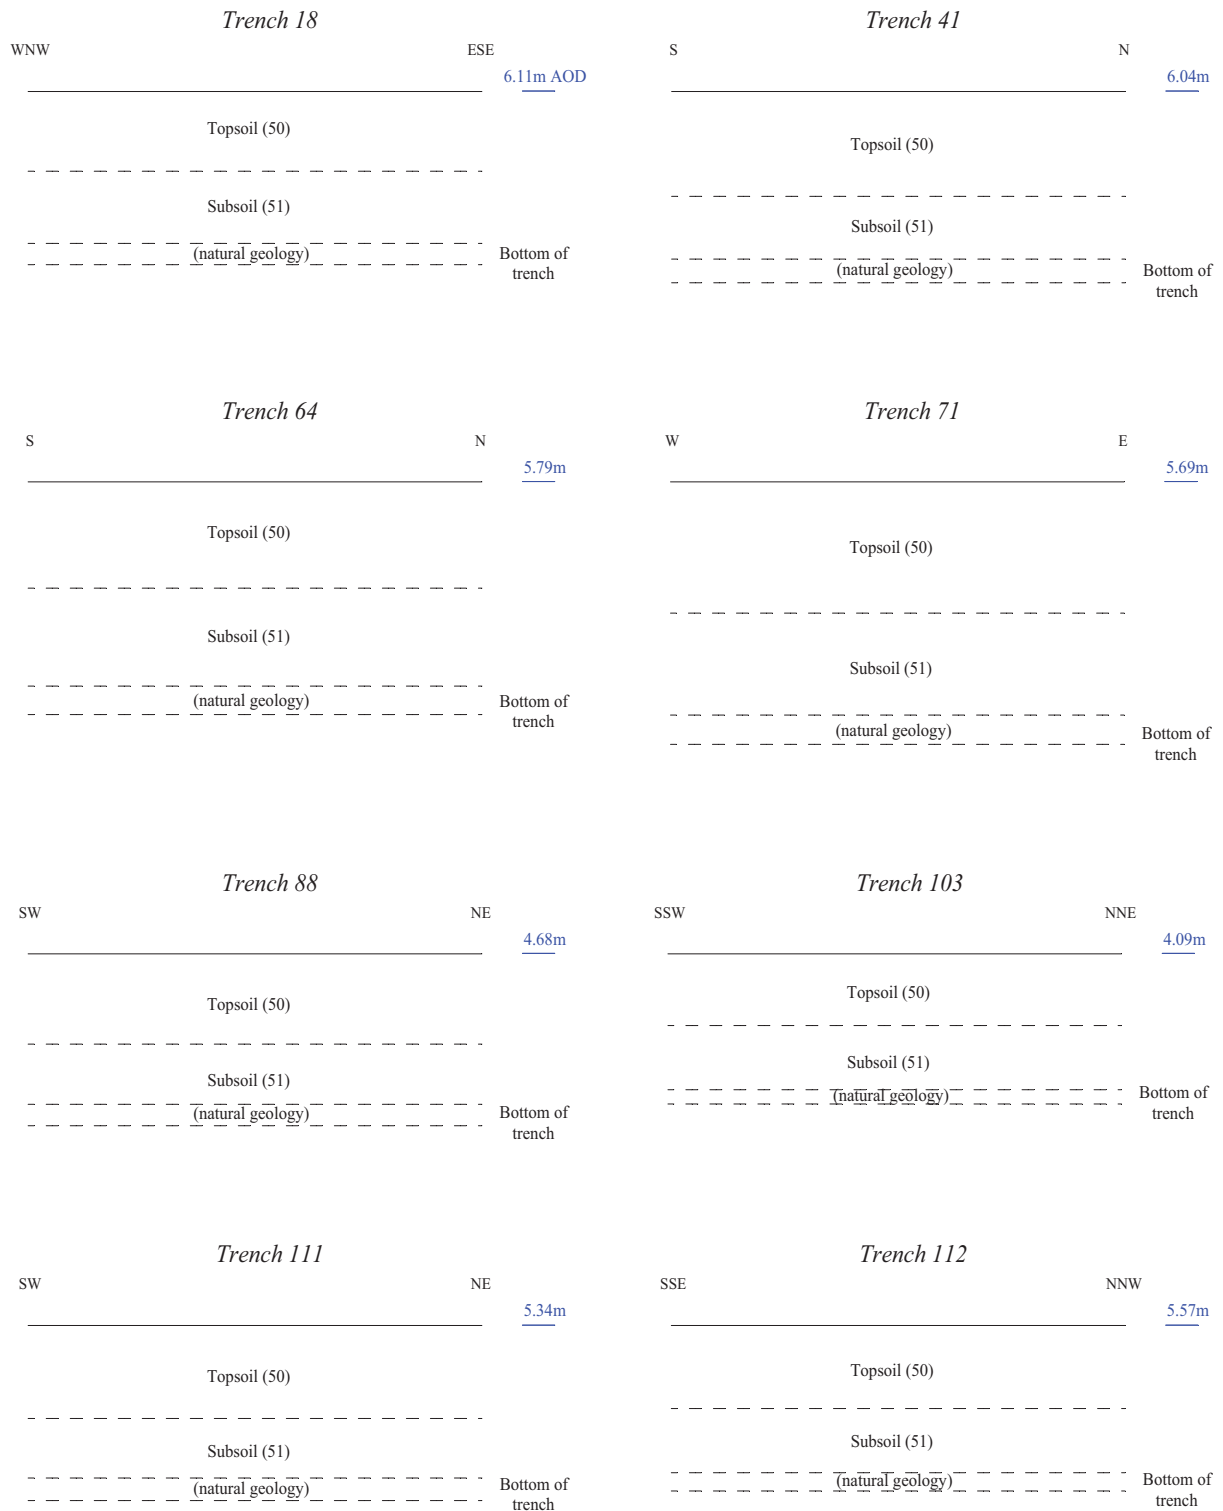 Trench 18
WNW ESE
6.11m AOD
Topsoil (50)
Subsoil (51)
(natural geology)
Bottom of
trench
Trench 41
S N
6.04m
Topsoil (50)
Subsoil (51)
(natural geology)
Bottom of
trench
Trench 64
S N
5.79m
Topsoil (50)
Subsoil (51)
(natural geology)
Bottom of
trench
Trench 71
W E
5.69m
Topsoil (50)
Subsoil (51)
(natural geology)
Bottom of
trench
Trench 88
SW NE
4.68m
Topsoil (50)
Subsoil (51)
(natural geology)
Bottom of
trench
Trench 103
SSW NNE
4.09m
Topsoil (50)
Subsoil (51)
(natural geology)
Bottom of
trench
Trench 111
SW NE
5.34m
Topsoil (50)
Subsoil (51)
(natural geology)
Bottom of
trench
Trench 112
SSE NNW
5.57m
Topsoil (50)
Subsoil (51)
(natural geology)
Bottom of
trench